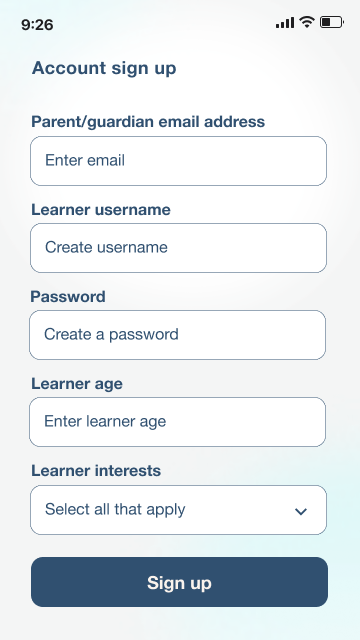 9:26
Account sign up
Parent/guardian email address
Enter email
Learner username
Create username
Password
Create a password
Learner age
Enter learner age
Learner interests
Select all that apply
Sign up